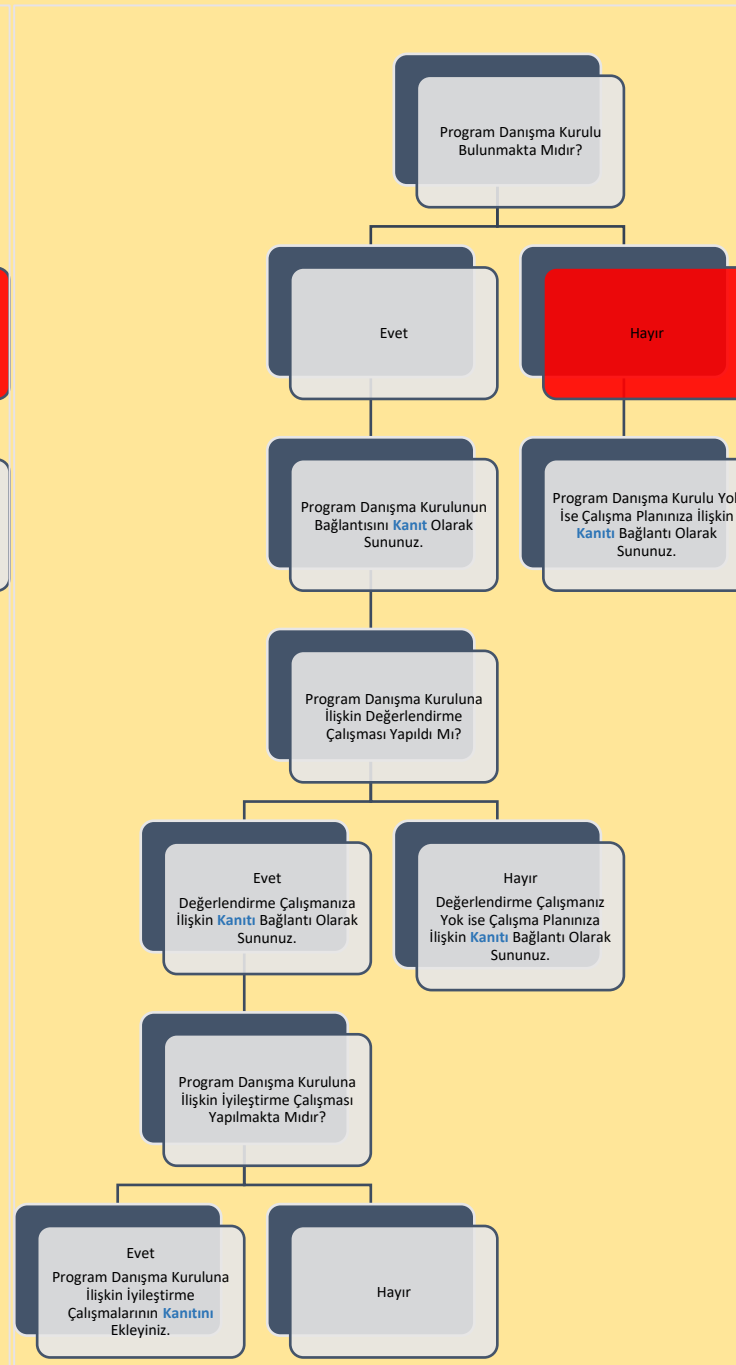 Program Danışma Kurulu
Bulunmakta Mıdır?
Evet
Hayır
Program Danışma Kurulunun
Bağlantısını Kanıt Olarak
Sununuz.
Program Danışma Kurulu Yok
İse Çalışma Planınıza İlişkin
Kanıtı Bağlantı Olarak
Sununuz.
Program Danışma Kuruluna
İlişkin Değerlendirme
Çalışması Yapıldı Mı?
Evet
Değerlendirme Çalışmanıza
İlişkin Kanıtı Bağlantı Olarak
Sununuz.
Hayır
Değerlendirme Çalışmanız
Yok ise Çalışma Planınıza
İlişkin Kanıtı Bağlantı Olarak
Sununuz.
Program Danışma Kuruluna
İlişkin İyileştirme Çalışması
Yapılmakta Mıdır?
Evet
Program Danışma Kuruluna
İlişkin İyileştirme
Çalışmalarının Kanıtını
Ekleyiniz.
Hayır